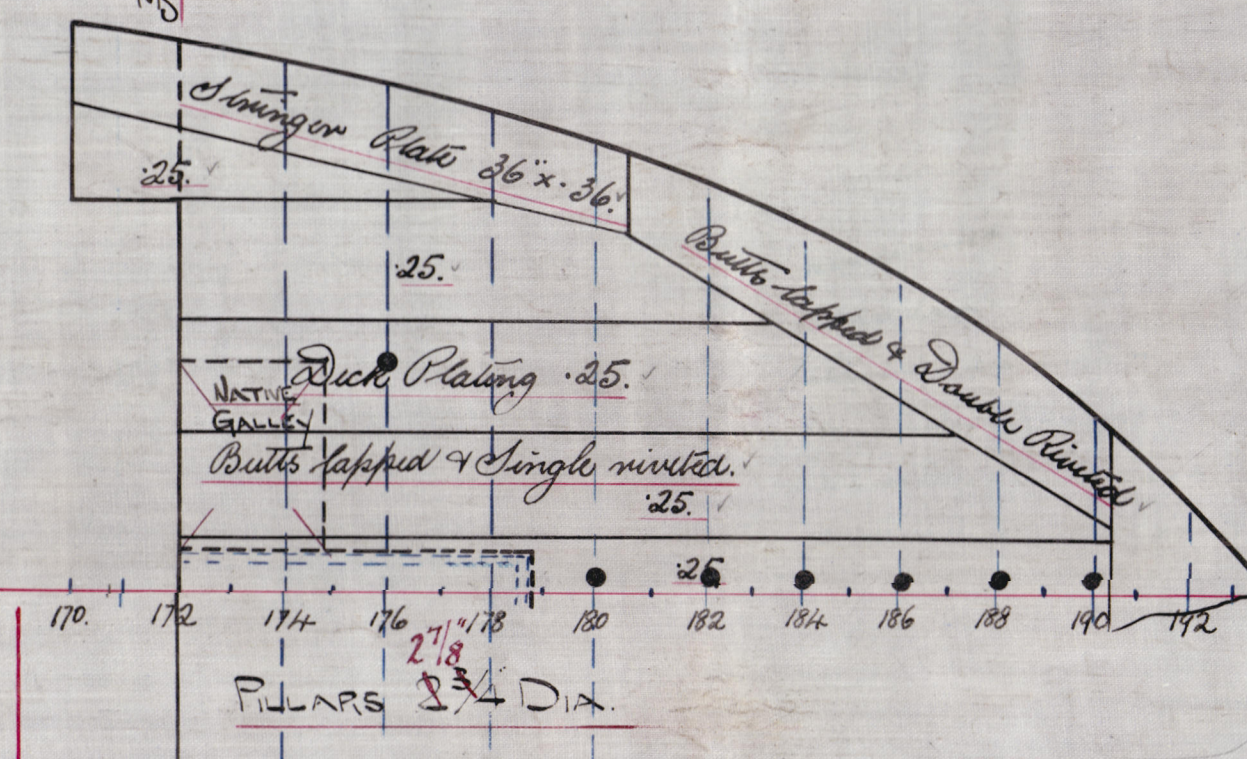 MS
Stringer Plate 36" x .36.
.25.
.25.
Butts lapped & Double Riveted
Deck Plating .25.
NATIVE
GALLEY
Butts lapped & Single riveted.
.25.
.25
170. 172 174 176 178 180 182 184 186 188 190 192
2 7/8"
PILLARS 2 3/4 DIA.